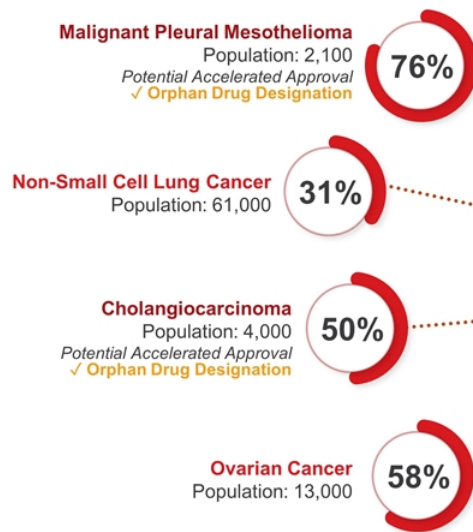 Malignant Pleural Mesothelioma
Population: 2,100
Potential Accelerated Approval
✓ Orphan Drug Designation
76%
Non-Small Cell Lung Cancer
Population: 61,000
31%
Cholangiocarcinoma
Population: 4,000
Potential Accelerated Approval
✓ Orphan Drug Designation
50%
Ovarian Cancer
Population: 13,000
58%